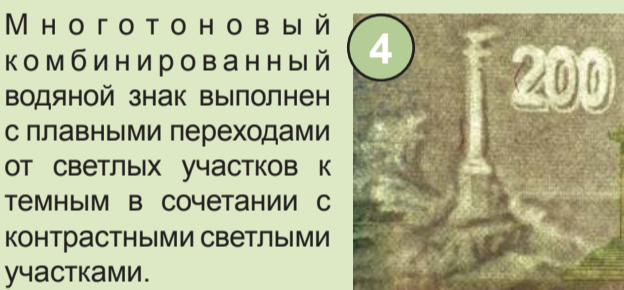 Многотоновый
комбинированный
водяной знак выполнен
с плавными переходами
от светлых участков к
темным в сочетании с
контрастными светлыми
участками.
4
200